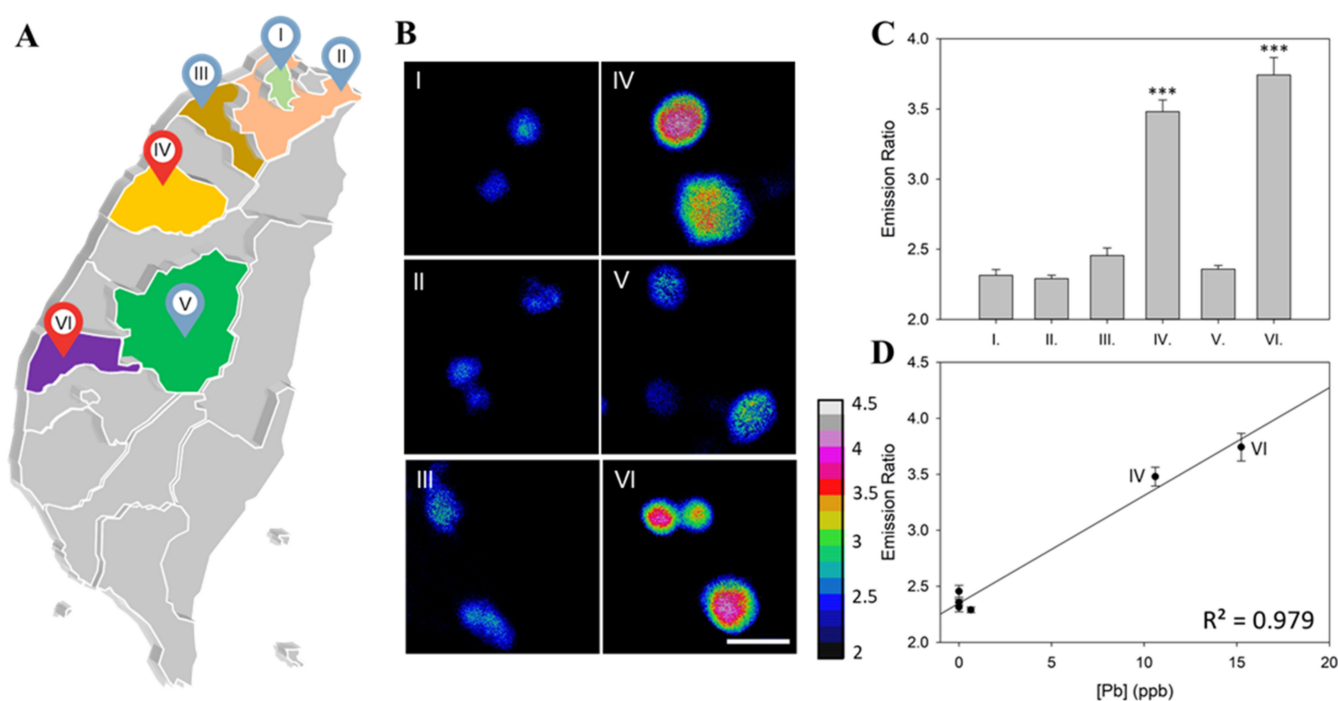 A
I
II
III
IV
V
VI
B
I
IV
II
V
III
VI
4.5
4
3.5
3
2.5
2
C
4.0
3.5
3.0
2.5
2.0
Emission Ratio
***
***
I.
II.
III.
IV.
V.
VI.
D
4.5
4.0
3.5
3.0
2.5
2.0
Emission Ratio
IV
VI
R² = 0.979
0
5
10
15
20
[Pb] (ppb)